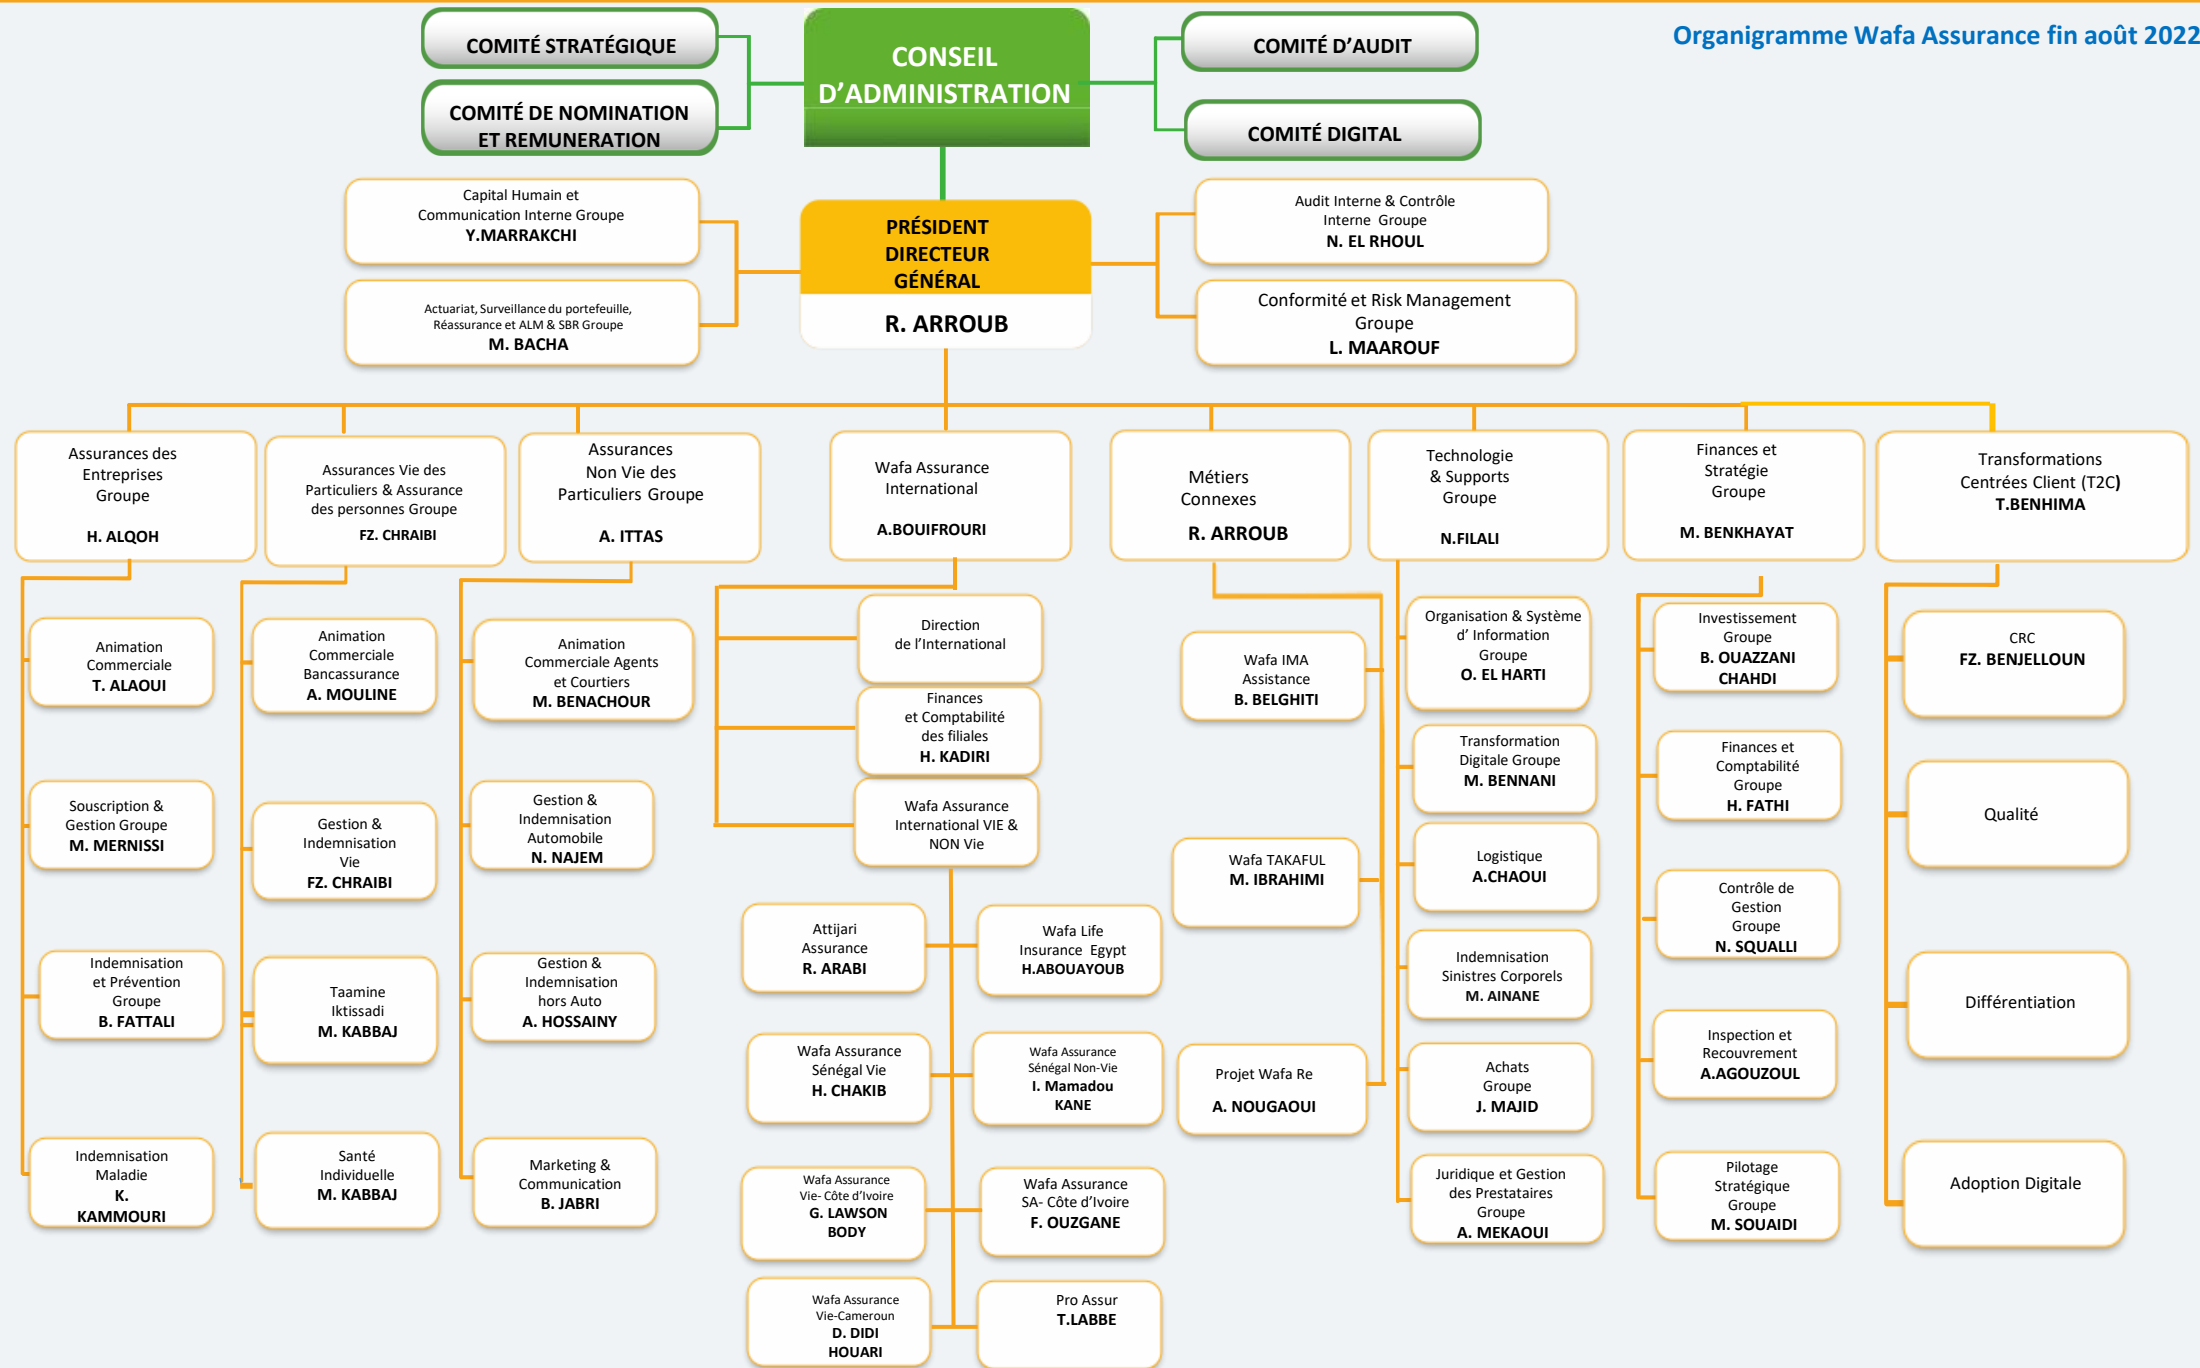 Organigramme Wafa Assurance fin août 2022
COMITÉ STRATÉGIQUE
COMITÉ DE NOMINATION
ET REMUNERATION
CONSEIL
D’ADMINISTRATION
COMITÉ D’AUDIT
COMITÉ DIGITAL
Capital Humain et
Communication Interne Groupe
Y.MARRAKCHI
Actuariat, Surveillance du portefeuille,
Réassurance et ALM & SBR Groupe
M. BACHA
PRÉSIDENT
DIRECTEUR
GÉNÉRAL
R. ARROUB
Audit Interne & Contrôle
Interne Groupe
N. EL RHOUL
Conformité et Risk Management
Groupe
L. MAAROUF
Assurances des
Entreprises
Groupe
H. ALQOH
Assurances Vie des
Particuliers & Assurance
des personnes Groupe
FZ. CHRAIBI
Assurances
Non Vie des
Particuliers Groupe
A. ITTAS
Wafa Assurance
International
A.BOUIFROURI
Métiers
Connexes
R. ARROUB
Technologie
& Supports
Groupe
N.FILALI
Finances et
Stratégie
Groupe
M. BENKHAYAT
Transformations
Centrées Client (T2C)
T.BENHIMA
Animation
Commerciale
T. ALAOUI
Souscription &
Gestion Groupe
M. MERNISSI
Indemnisation
et Prévention
Groupe
B. FATTALI
Indemnisation
Maladie
K.
KAMMOURI
Animation
Commerciale
Bancassurance
A. MOULINE
Gestion &
Indemnisation
Vie
FZ. CHRAIBI
Taamine
Iktissadi
M. KABBAJ
Santé
Individuelle
M. KABBAJ
Animation
Commerciale Agents
et Courtiers
M. BENACHOUR
Gestion &
Indemnisation
Automobile
N. NAJEM
Gestion &
Indemnisation
hors Auto
A. HOSSAINY
Marketing &
Communication
B. JABRI
Direction
de l’International
Finances
et Comptabilité
des filiales
H. KADIRI
Wafa Assurance
International VIE &
NON Vie
Attijari
Assurance
R. ARABI
Wafa Life
Insurance Egypt
H.ABOUAYOUB
Wafa Assurance
Sénégal Vie
H. CHAKIB
Wafa Assurance
Sénégal Non-Vie
I. Mamadou
KANE
Wafa Assurance
Vie- Côte d’Ivoire
G. LAWSON
BODY
Wafa Assurance
SA- Côte d’Ivoire
F. OUZGANE
Wafa Assurance
Vie-Cameroun
D. DIDI
HOUARI
Pro Assur
T.LABBE
Wafa IMA
Assistance
B. BELGHITI
Wafa TAKAFUL
M. IBRAHIMI
Projet Wafa Re
A. NOUGAOUI
Organisation & Système
d’ Information
Groupe
O. EL HARTI
Transformation
Digitale Groupe
M. BENNANI
Logistique
A.CHAOUI
Indemnisation
Sinistres Corporels
M. AINANE
Achats
Groupe
J. MAJID
Juridique et Gestion
des Prestataires
Groupe
A. MEKAOUI
Investissement
Groupe
B. OUAZZANI
CHAHDI
Finances et
Comptabilité
Groupe
H. FATHI
Contrôle de
Gestion
Groupe
N. SQUALLI
Inspection et
Recouvrement
A.AGOUZOUL
Pilotage
Stratégique
Groupe
M. SOUAIDI
CRC
FZ. BENJELLOUN
Qualité
Différentiation
Adoption Digitale